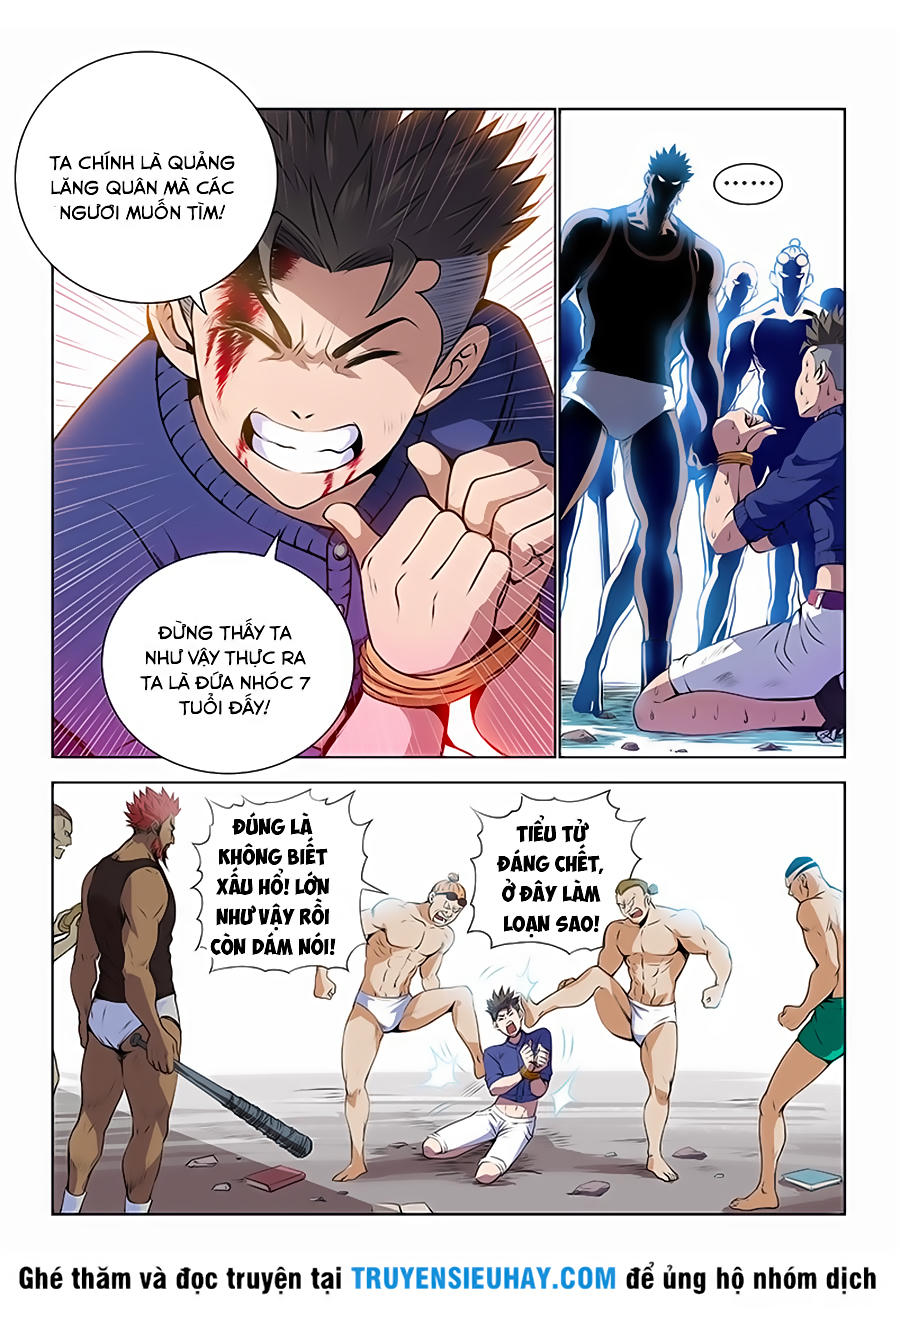 TA CHÍNH LÀ QUẢNG
LĂNG QUÂN MÀ CÁC
NGƯƠI MUỐN TÌM!
......
ĐỪNG THẤY TA
NHƯ VẬY THỰC RA
TA LÀ ĐỨA NHÓC 7
TUỔI ĐẤY!
ĐÚNG LÀ
KHÔNG BIẾT
XẤU HỔ! LỚN
NHƯ VẬY RỒI
CÒN DÁM NÓI!
TIỂU TỬ
ĐÁNG CHẾT,
Ở ĐÂY LÀM
LOẠN SAO!
Ghé thăm và đọc truyện tại TRUYENSIEUHAY.COM để ủng hộ nhóm dịch